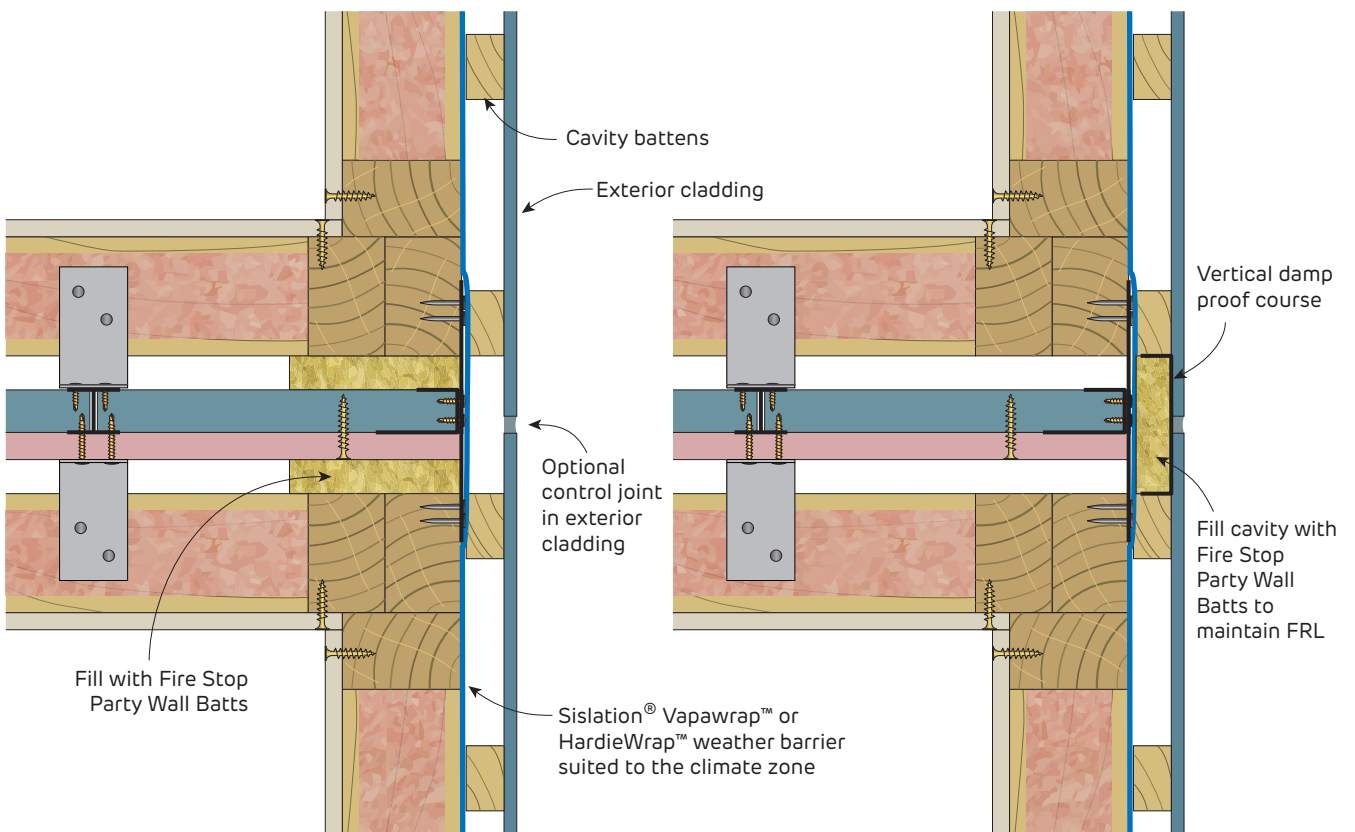 Cavity battens
Exterior cladding
Optional
control joint
in exterior
cladding
Fill with Fire Stop
Party Wall Batts
Sislation® Vapawrap™ or
HardieWrap™ weather barrier
suited to the climate zone
Vertical damp
proof course
Fill cavity with
Fire Stop
Party Wall
Batts to
maintain FRL